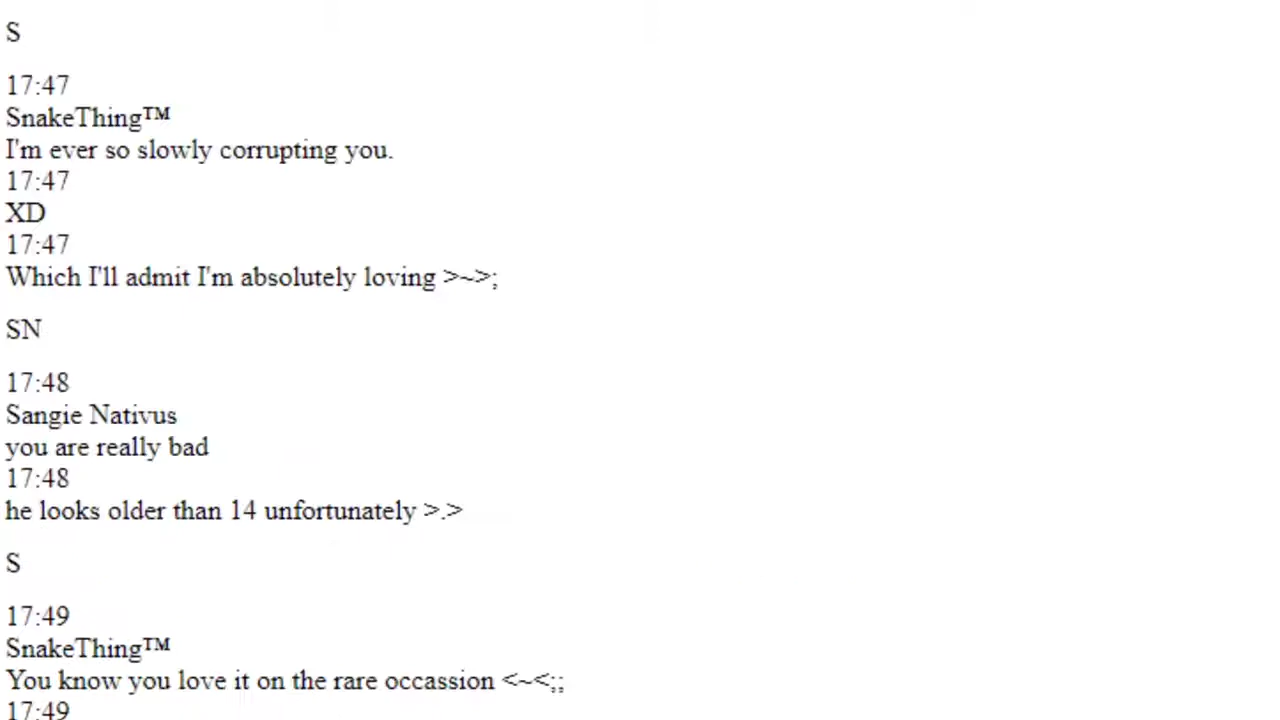 S
17:47
SnakeThing™
I'm ever so slowly corrupting you.
17:47
XD
17:47
Which I'll admit I'm absolutely loving >~>;
SN
17:48
Sangie Nativus
you are really bad
17:48
he looks older than 14 unfortunately >.>
S
17:49
SnakeThing™
You know you love it on the rare occassion <~<;;
17:49